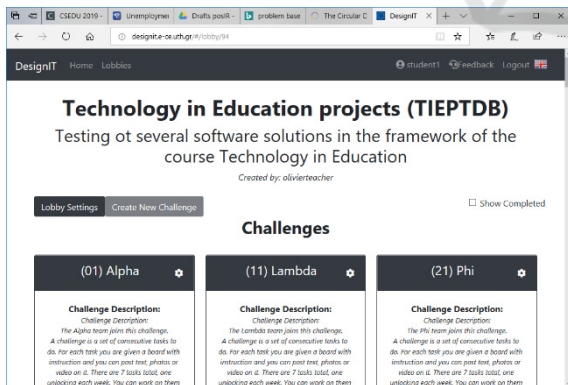 CSEDU 2019 -
Unemploymer
Drafts posIR -
problem base
The Circular D
DesignIT
designit.e-ce.uth.gr/#/lobby/94
DesignIT Home Lobbies student1 Feedback Logout
Technology in Education projects (TIEPTDB)
Testing ot several software solutions in the framework of the
course Technology in Education
Created by: olivierteacher
Lobby Settings Create New Challenge Show Completed
Challenges
(01) Alpha
Challenge Description:
Challenge Description:
The Alpha team joins this challenge.
A challenge is a set of consecutive tasks to
do. For each task you are given a board with
instruction and you can post text, photos or
video on it. There are 7 tasks total, one
unlocking each week. You can work on them
(11) Lambda
Challenge Description:
Challenge Description:
The Lambda team joins this challenge.
A challenge is a set of consecutive tasks to
do. For each task you are given a board with
instruction and you can post text, photos or
video on it. There are 7 tasks total, one
unlocking each week. You can work on them
(21) Phi
Challenge Description:
Challenge Description:
The Phi team joins this challenge.
A challenge is a set of consecutive tasks to
do. For each task you are given a board with
instruction and you can post text, photos or
video on it. There are 7 tasks total, one
unlocking each week. You can work on them